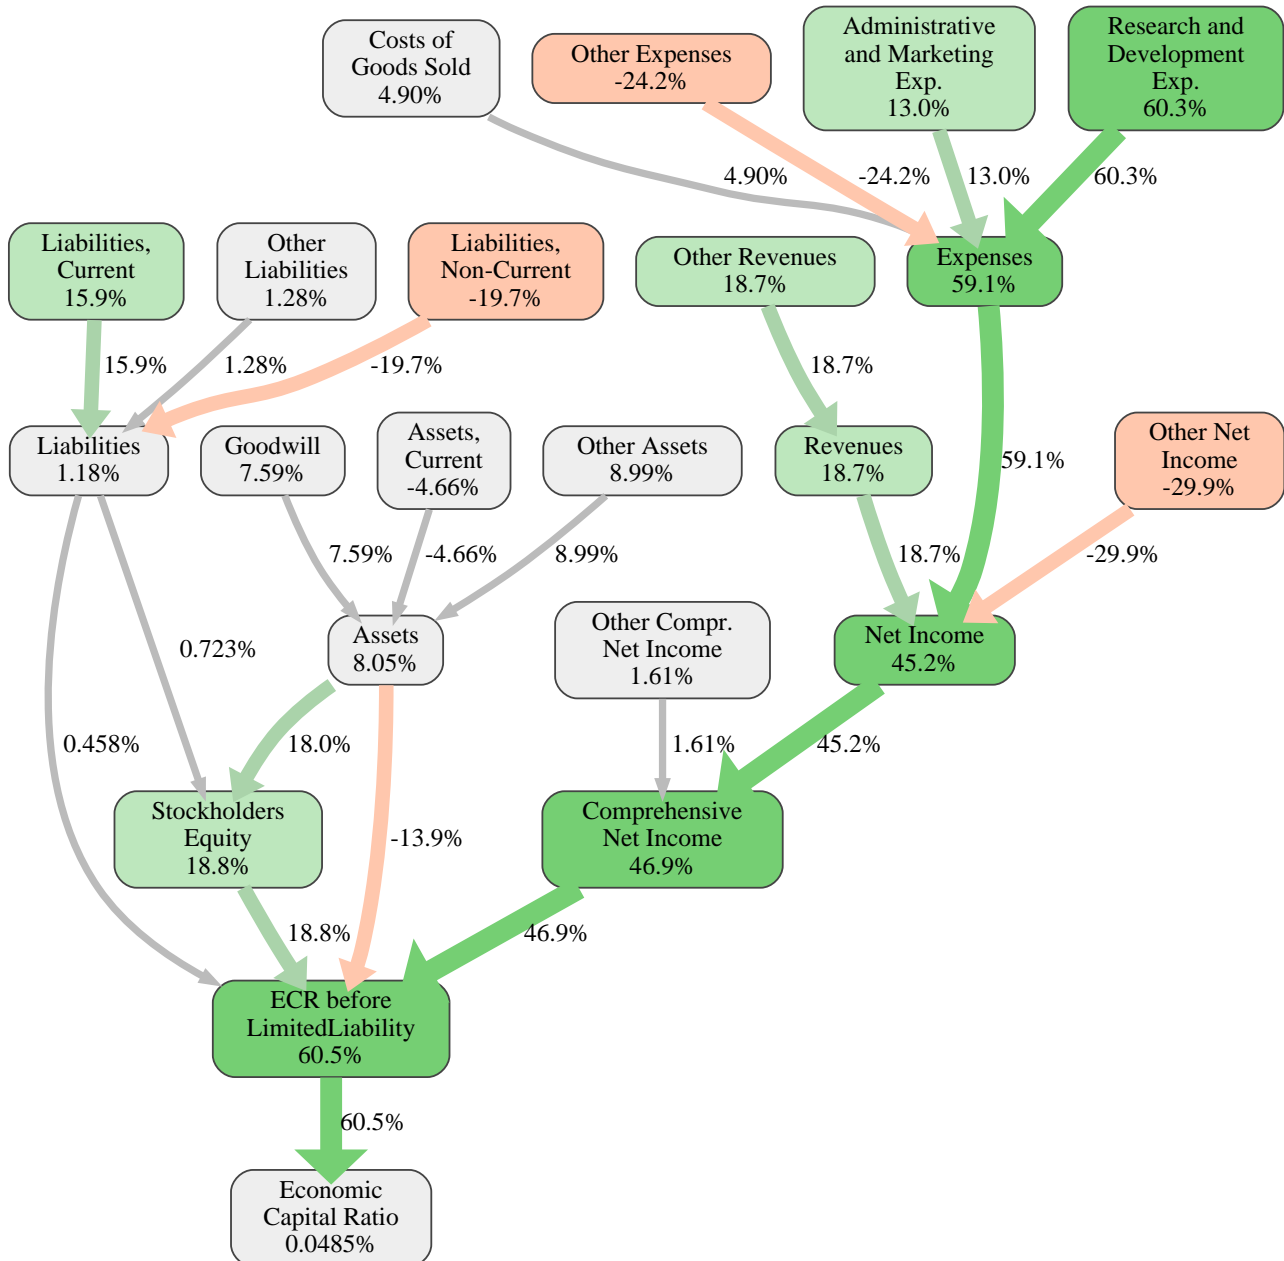 Costs of
Goods Sold
4.90%
Other Expenses
-24.2%
Administrative
and Marketing
Exp.
13.0%
Research and
Development
Exp.
60.3%
4.90%
-24.2%
13.0%
60.3%
Liabilities,
Current
15.9%
Other
Liabilities
1.28%
Liabilities,
Non-Current
-19.7%
Other Revenues
18.7%
Expenses
59.1%
15.9%
1.28%
-19.7%
18.7%
59.1%
Liabilities
1.18%
Goodwill
7.59%
Assets,
Current
-4.66%
Other Assets
8.99%
Revenues
18.7%
Other Net
Income
-29.9%
7.59%
-4.66%
8.99%
18.7%
-29.9%
0.723%
Assets
8.05%
Other Compr.
Net Income
1.61%
Net Income
45.2%
0.458%
18.0%
-13.9%
1.61%
45.2%
Stockholders
Equity
18.8%
Comprehensive
Net Income
46.9%
18.8%
46.9%
ECR before
LimitedLiability
60.5%
60.5%
Economic
Capital Ratio
0.0485%